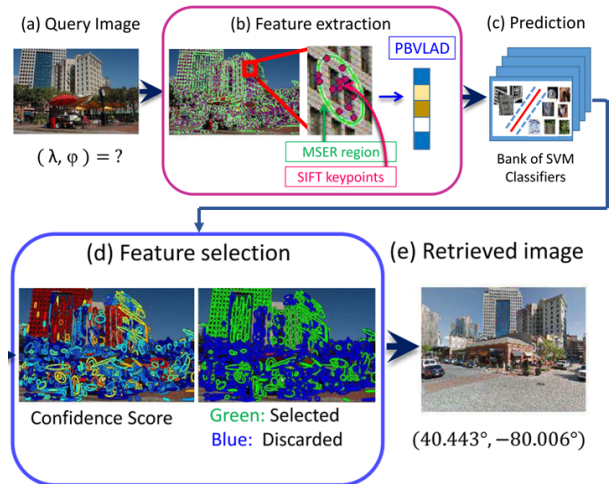 (a) Query Image
(λ, φ) = ?
(b) Feature extraction
PBVLAD
MSER region
SIFT keypoints
(c) Prediction
Bank of SVM
Classifiers
(d) Feature selection
Confidence Score
Green: Selected
Blue: Discarded
(e) Retrieved image
(40.443°, −80.006°)